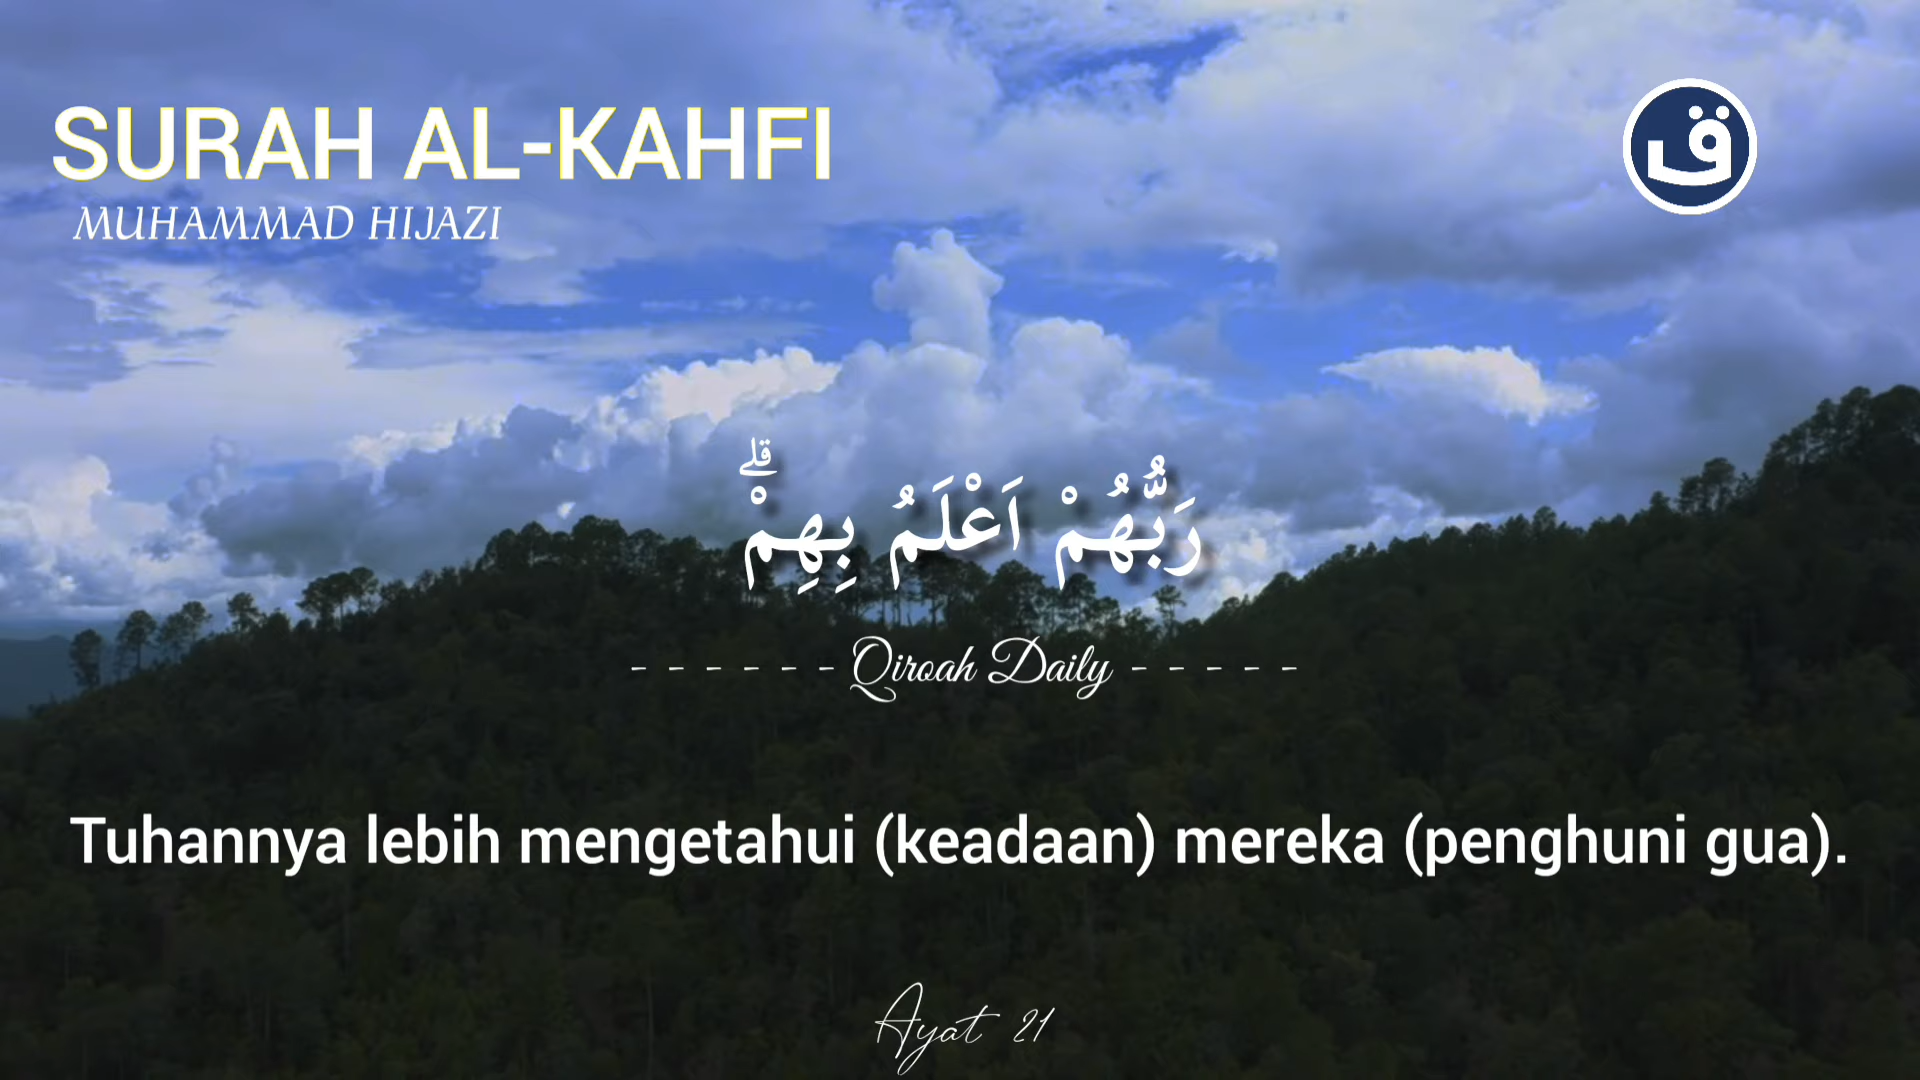 SURAH AL-KAHFI
MUHAMMAD HIJAZI
ق
رَبُّهُمْ اَعْلَمُ بِهِمْۗ
- - - - - - Qiroah Daily - - - - -
Tuhannya lebih mengetahui (keadaan) mereka (penghuni gua).
Ayat 21